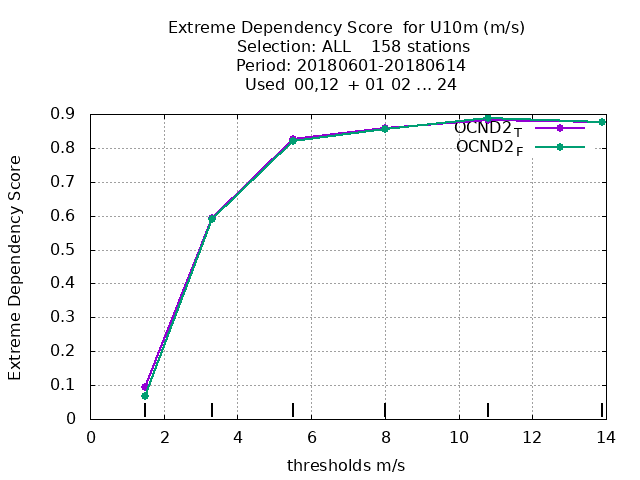 Extreme Dependency Score  for U10m (m/s)
Selection: ALL    158 stations
Period: 20180601-20180614
Used  00,12  + 01 02 ... 24
Extreme Dependency Score
0.9
0.8
0.7
0.6
0.5
0.4
0.3
0.2
0.1
0
OCND2T
OCND2F
0 2 4 6 8 10 12 14
thresholds m/s